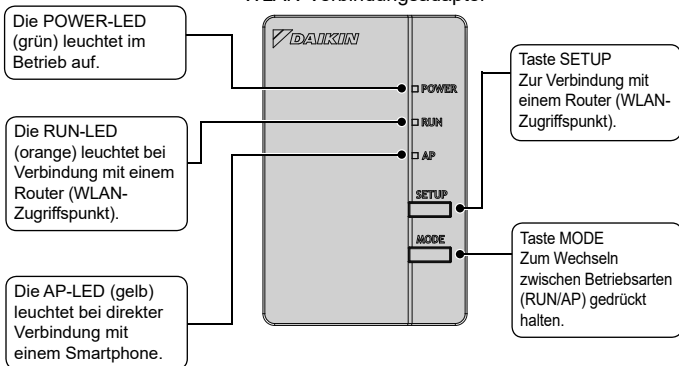 WLAN-Verbindungsadapter
Die POWER-LED
(grün) leuchtet im
Betrieb auf.
Die RUN-LED
(orange) leuchtet bei
Verbindung mit einem
Router (WLAN-
Zugriffspunkt).
Die AP-LED (gelb)
leuchtet bei direkter
Verbindung mit
einem Smartphone.
DAIKIN
POWER
RUN
AP
SETUP
MODE
Taste SETUP
Zur Verbindung mit
einem Router (WLAN-
Zugriffspunkt).
Taste MODE
Zum Wechseln
zwischen Betriebsarten
(RUN/AP) gedrückt
halten.